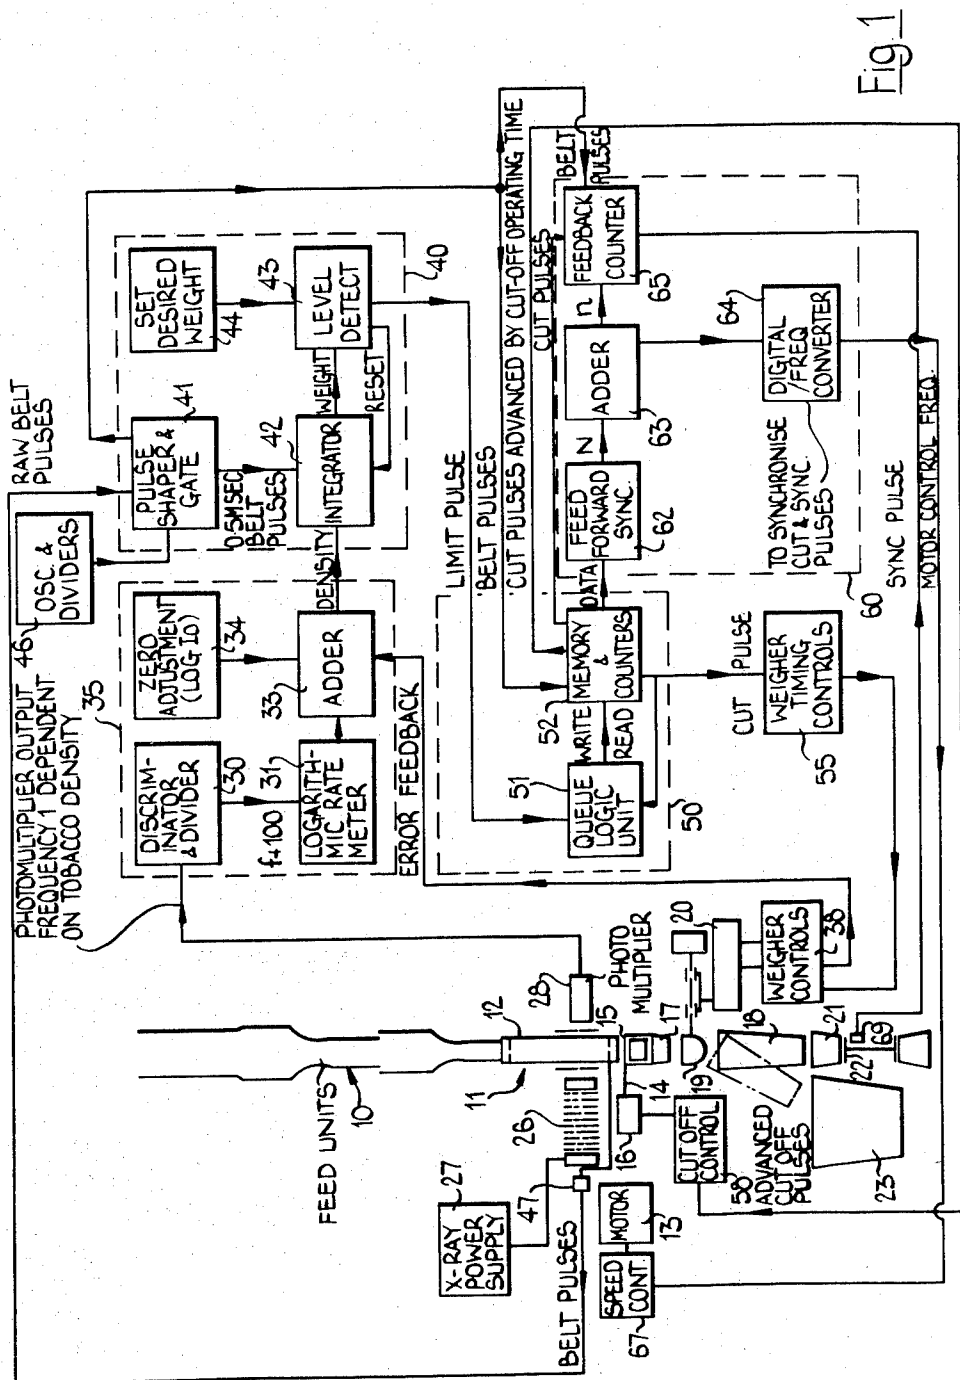 Fig. 1
RAW BELT
PULSES
PHOTOMULTIPLIER OUTPUT
FREQUENCY 1 DEPENDENT
ON TOBACCO DENSITY
46
OSC. &
DIVIDERS
35
DISCRIM-
INATOR
& DIVIDER
30
ZERO
ADJUSTMENT
(LOG Io)
34
PULSE
SHAPER &
GATE
41
SET
DESIRED
WEIGHT
44
f÷100
31
LOGARITH-
MIC RATE
METER
33
ADDER
DENSITY
0·5MSEC
BELT
PULSES
42
INTEGRATOR
WEIGHT
43
LEVEL
DETECT
RESET
40
ERROR FEEDBACK
LIMIT PULSE
BELT PULSES
CUT PULSES ADVANCED BY CUT-OFF OPERATING TIME
CUT PULSES
BELT
PULSES
51
QUEUE
LOGIC
UNIT
WRITE
READ
52
MEMORY
&
COUNTERS
DATA
FEED
FORWARD
SYNC.
62
N
ADDER
63
n
FEEDBACK
COUNTER
65
50
CUT PULSE
WEIGHER
TIMING
CONTROLS
55
TO SYNCHRONISE
CUT & SYNC.
PULSES
64
DIGITAL
/FREQ
CONVERTER
60
SYNC PULSE
MOTOR CONTROL FREQ.
FEED UNITS
10
11
12
X-RAY
POWER
SUPPLY
27
47
26
28
PHOTO
MULTIPLIER
15
14
16
17
19
20
WEIGHER
CONTROLS
38
18
21
22
69
23
BELT PULSES
SPEED
CONT.
67
MOTOR
13
CUT OFF
CONTROL
58
ADVANCED
CUT OFF
PULSES